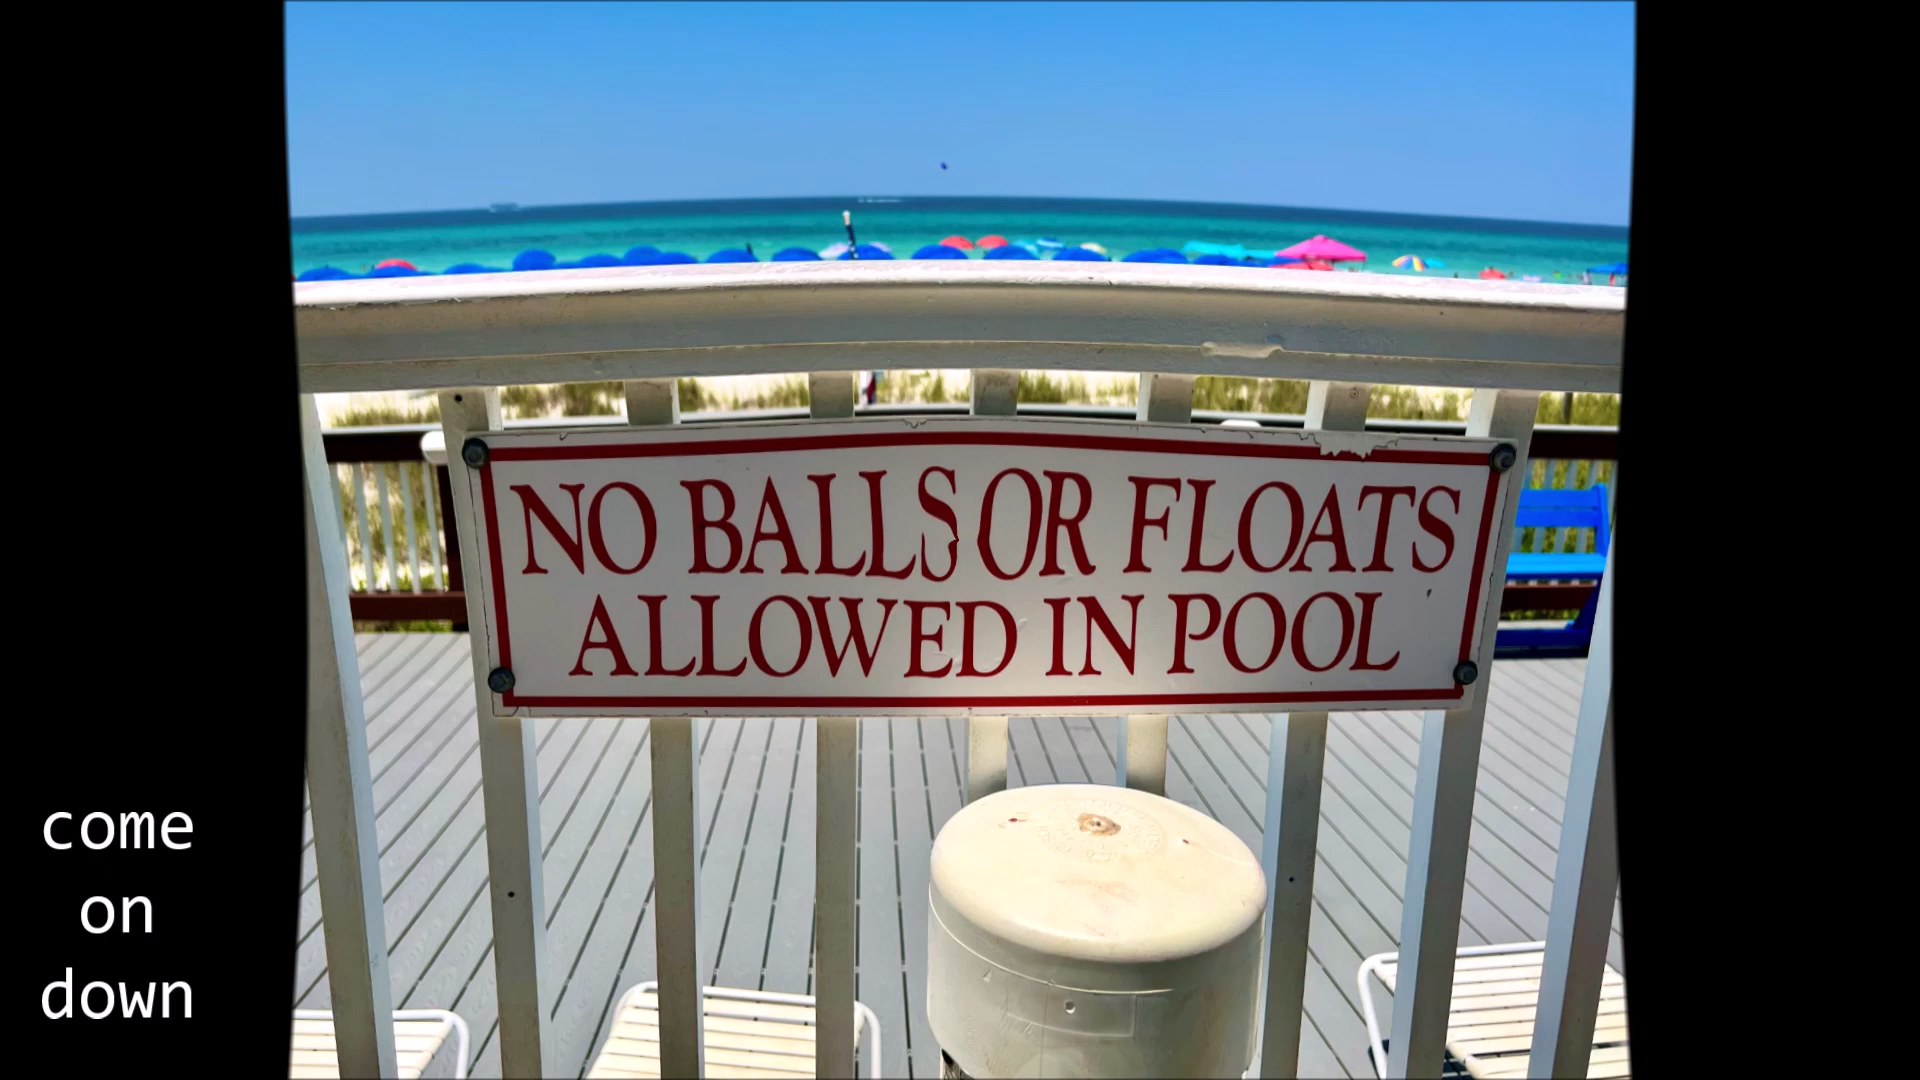 NO BALLS OR FLOATS
ALLOWED IN POOL
come
on
down